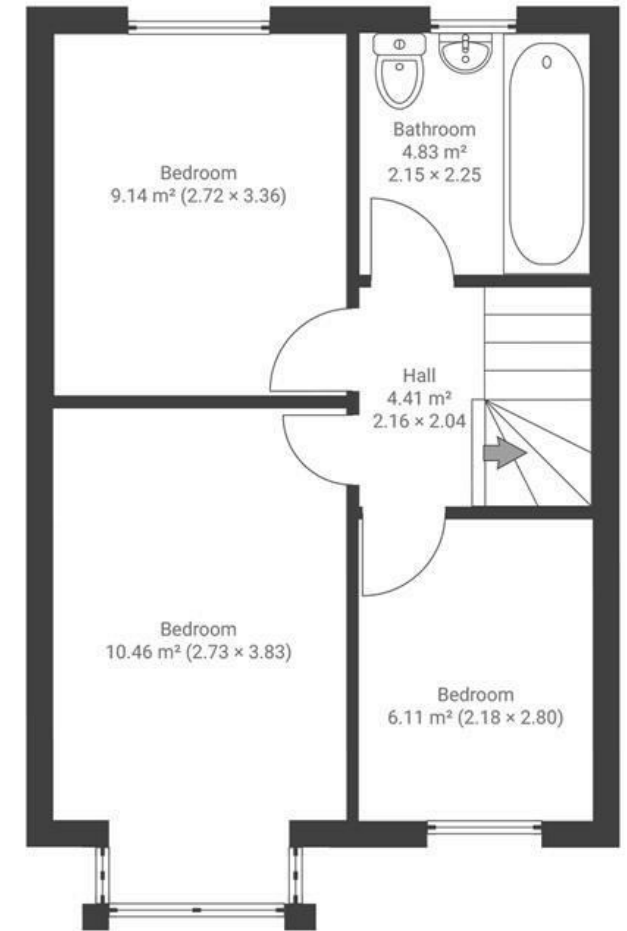 Bedroom
9.14 m² (2.72 × 3.36)
Bathroom
4.83 m²
2.15 × 2.25
Hall
4.41 m²
2.16 × 2.04
Bedroom
10.46 m² (2.73 × 3.83)
Bedroom
6.11 m² (2.18 × 2.80)